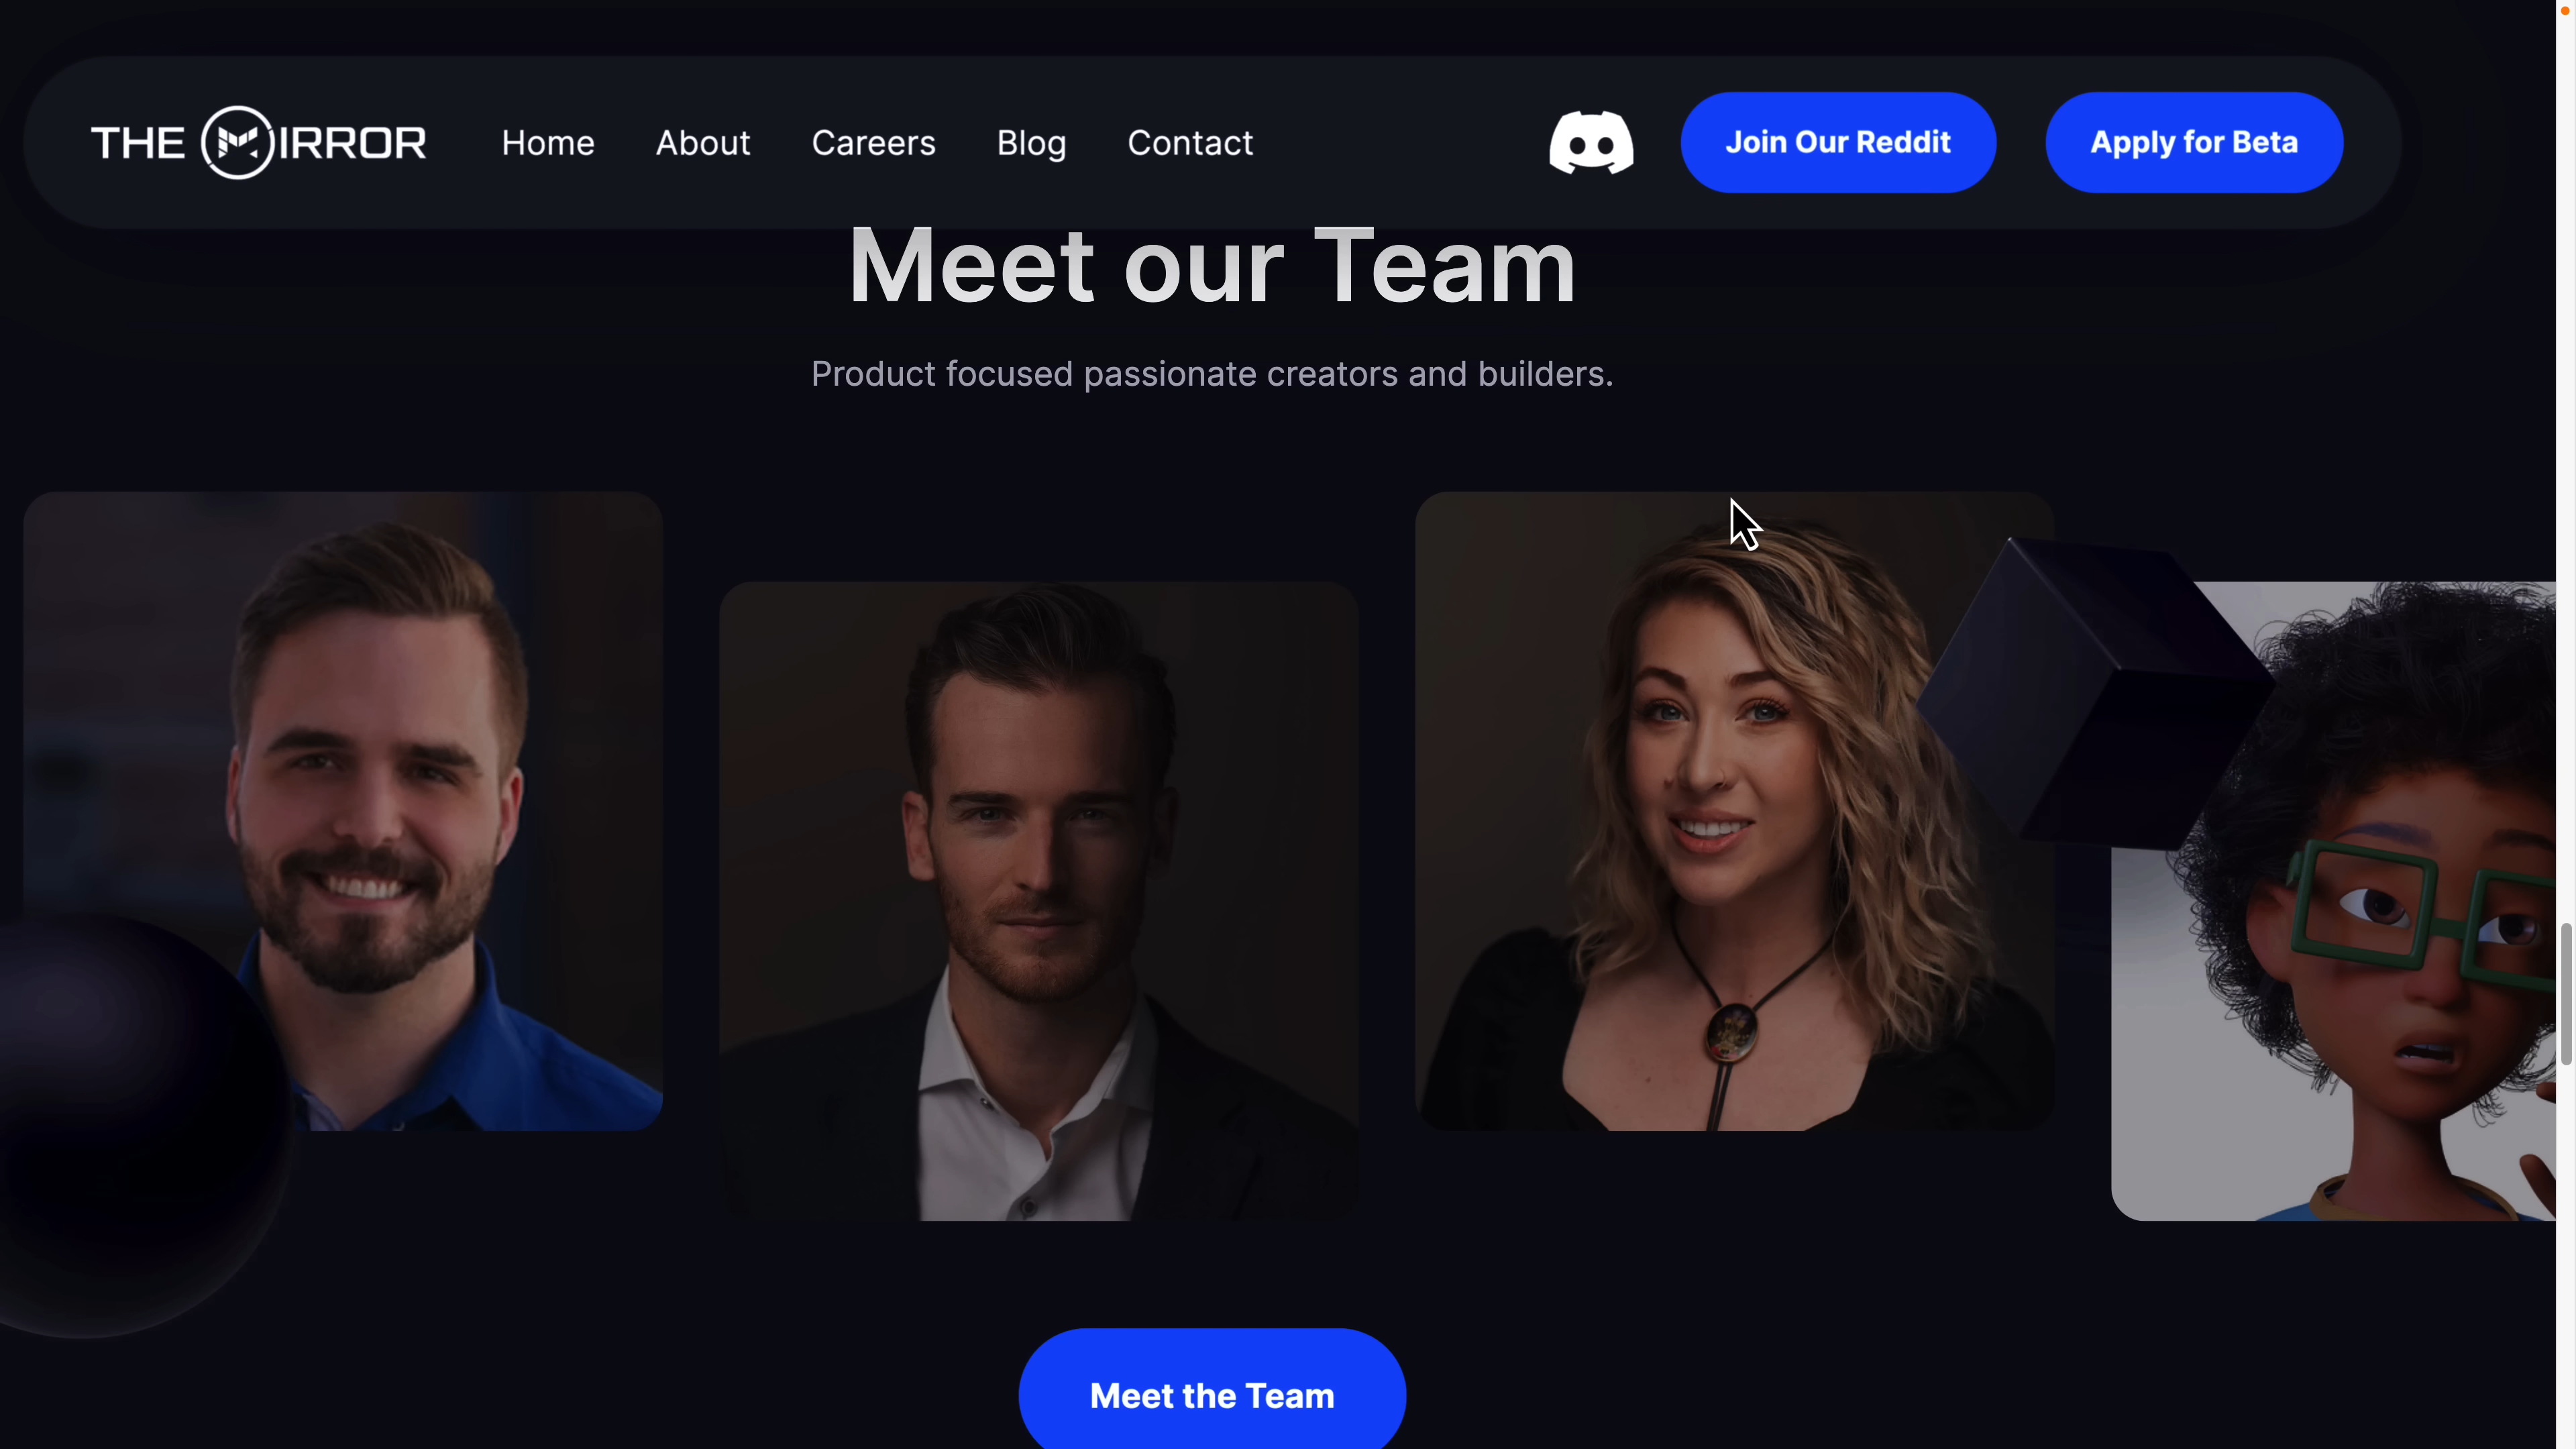 THE MIRROR
Home
About
Careers
Blog
Contact
Join Our Reddit
Apply for Beta
Meet our Team
Product focused passionate creators and builders.
Meet the Team